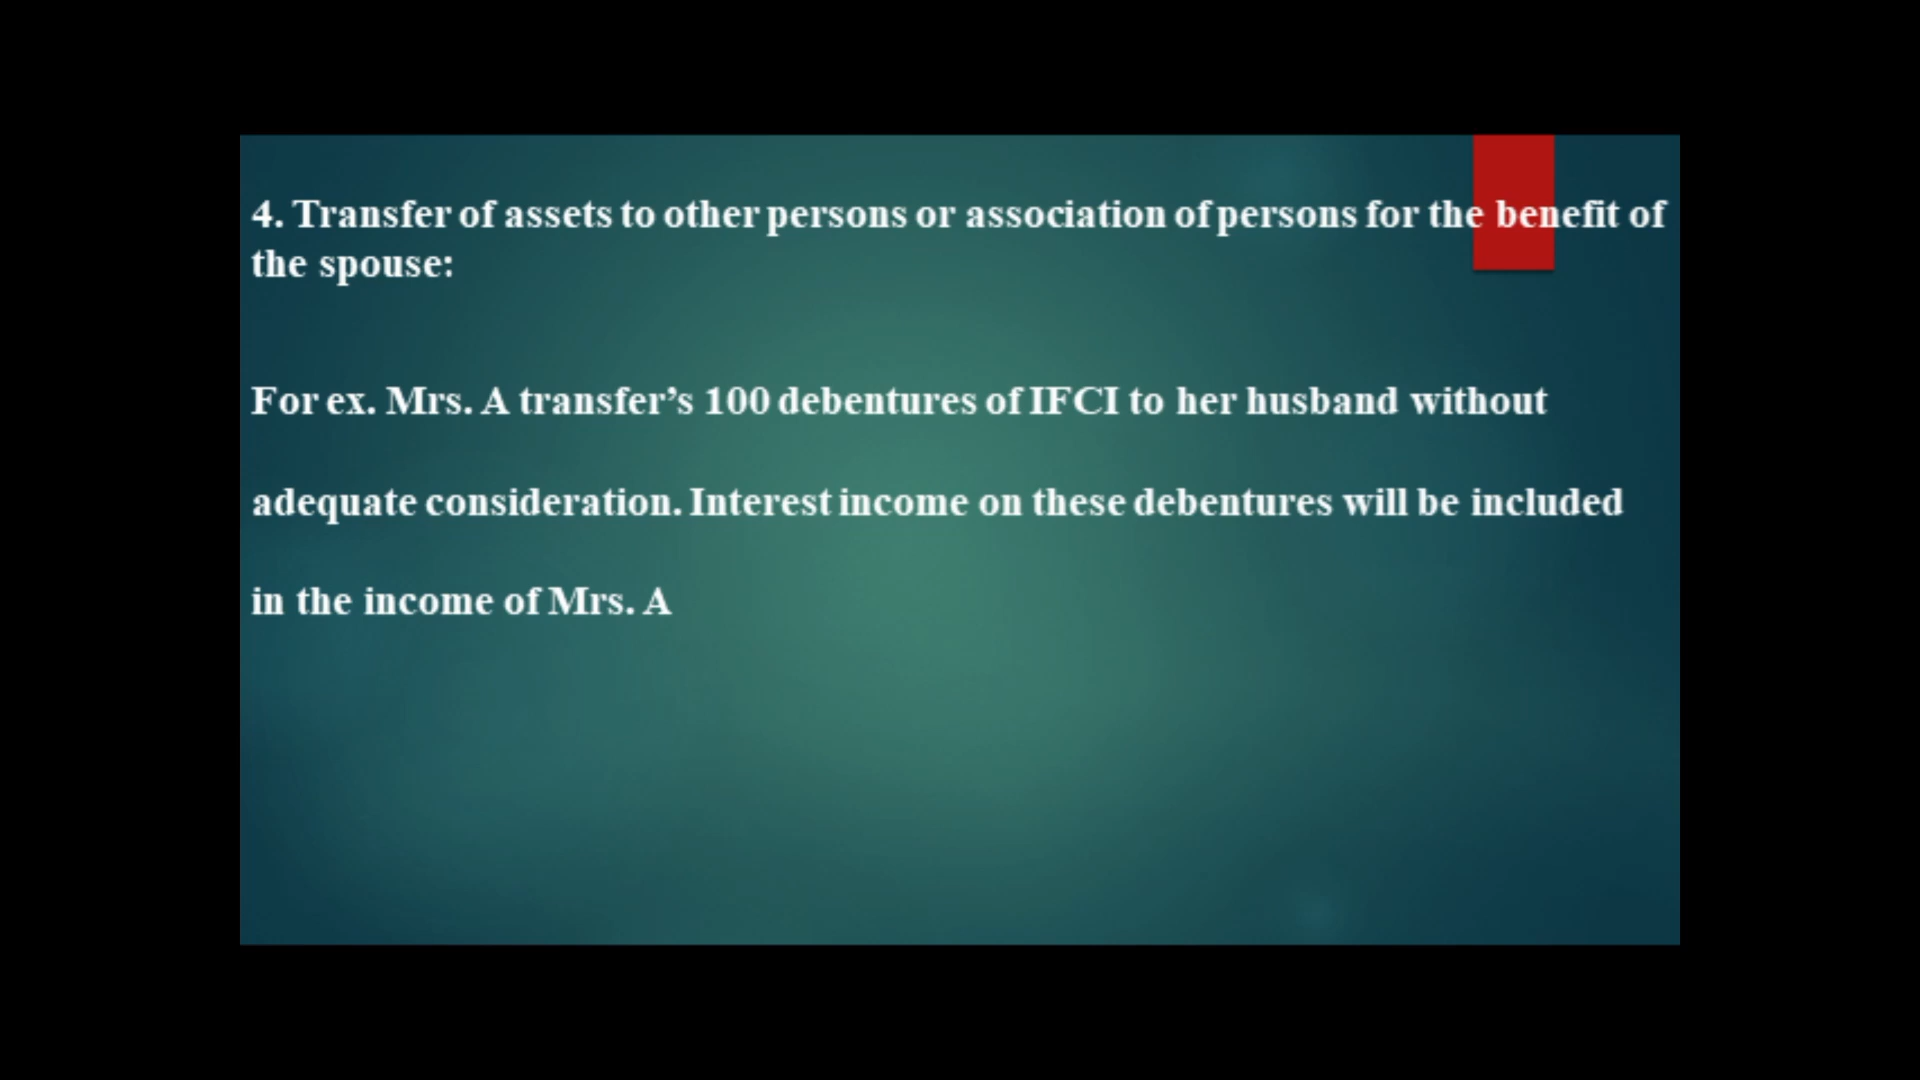 4. Transfer of assets to other persons or association of persons for the benefit of
the spouse:
For ex. Mrs. A transfer’s 100 debentures of IFCI to her husband without
adequate consideration. Interest income on these debentures will be included
in the income of Mrs. A